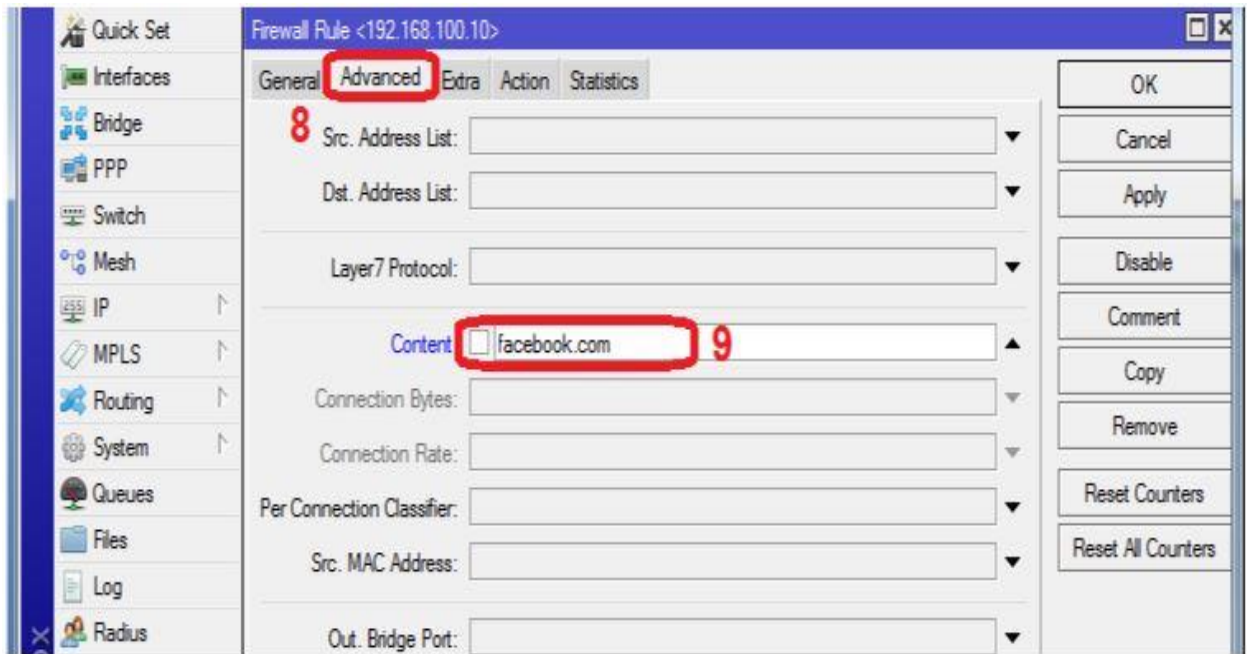 Quick Set
Interfaces
Bridge
PPP
Switch
Mesh
IP
MPLS
Routing
System
Queues
Files
Log
Radius
Firewall Rule <192.168.100.10>
General Advanced Extra Action Statistics
8
Src. Address List:
Dst. Address List:
Layer7 Protocol:
Content facebook.com 9
Connection Bytes:
Connection Rate:
Per Connection Classifier:
Src. MAC Address:
Out. Bridge Port:
OK
Cancel
Apply
Disable
Comment
Copy
Remove
Reset Counters
Reset All Counters